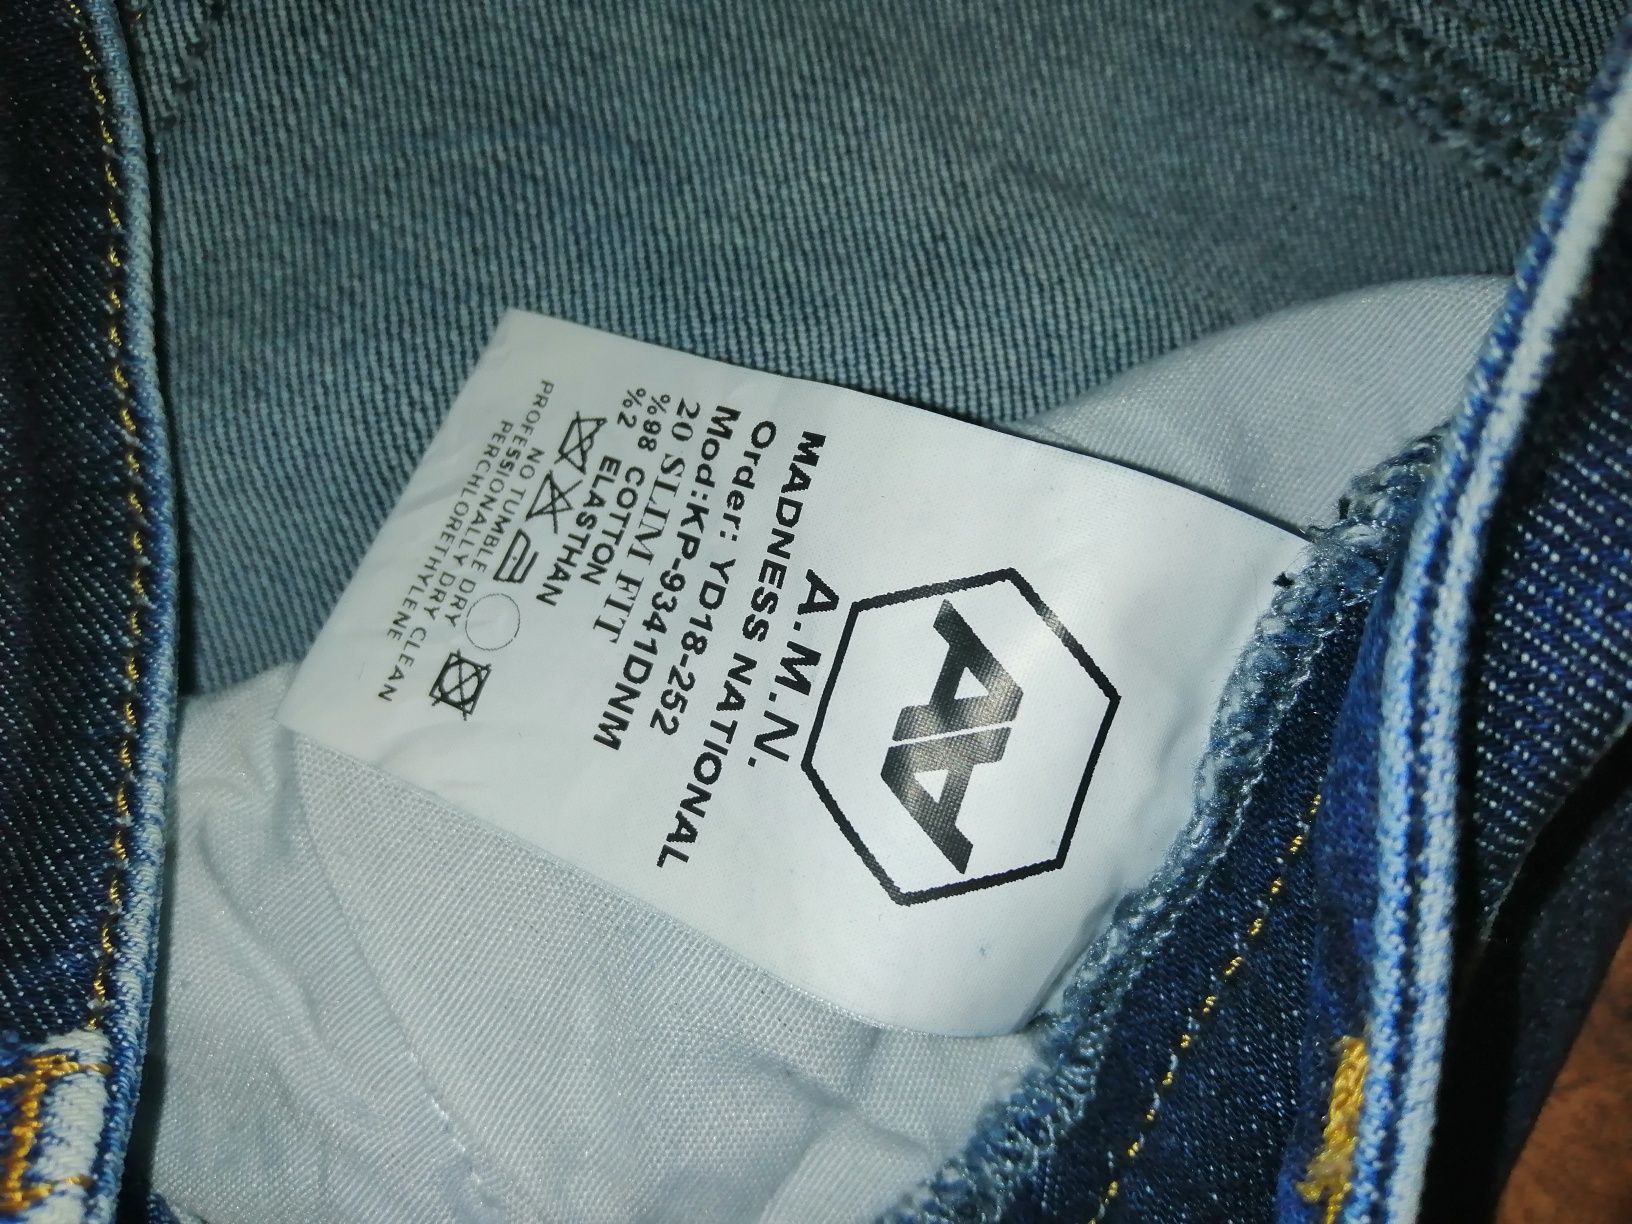 A.M.N.
MADNESS NATIONAL
Order: YD18-252
Mod:KP-9341DNM
20 SLIM FIT
%98 COTTON
%2 ELASTHAN
NO TUMBLE DRY
PROFESSIONALLY DRY CLEAN
PERCHLORETHYLENE